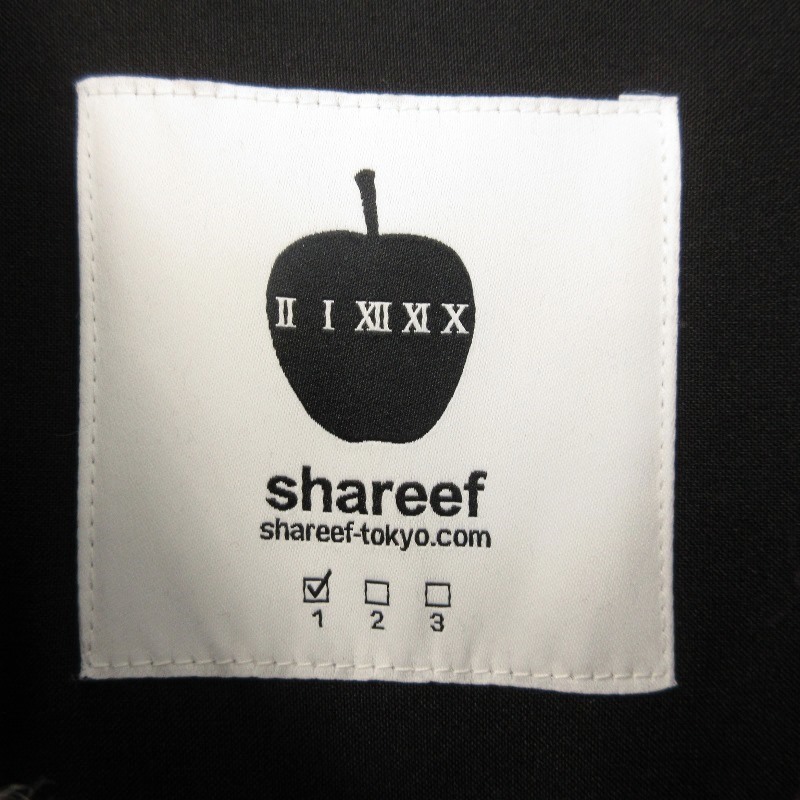 Ⅱ Ⅰ Ⅻ Ⅺ Ⅹ
shareef
shareef-tokyo.com
☑ ☐ ☐
1 2 3